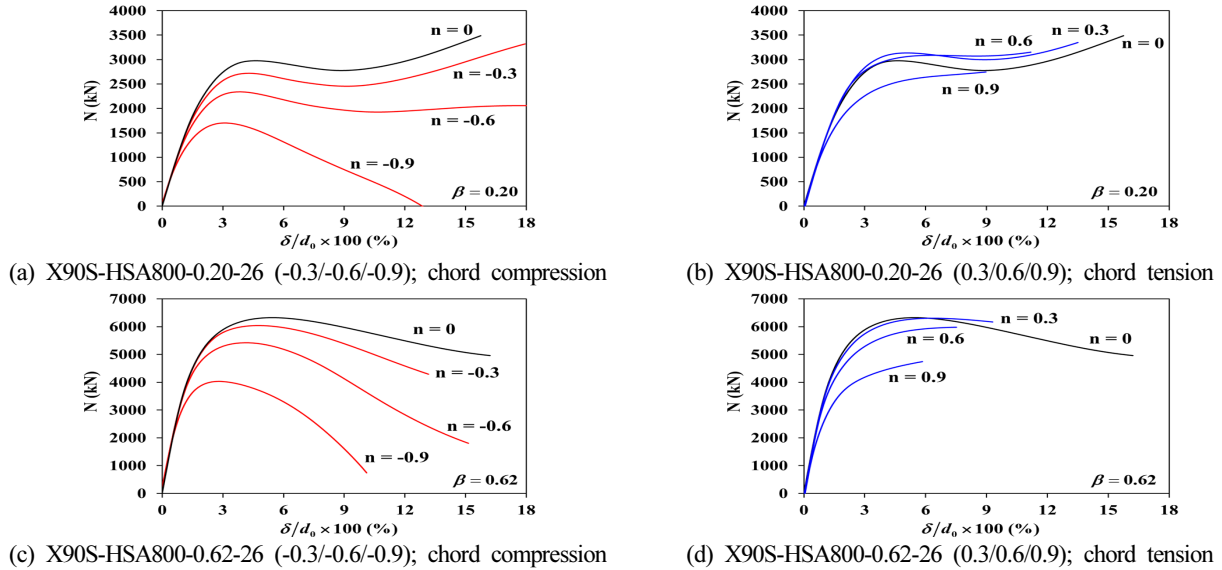 4000
3500
3000
2500
2000
1500
1000
500
0
N (kN)
n = 0
n = -0.3
n = -0.6
n = -0.9
β = 0.20
0 3 6 9 12 15 18
δ/d₀ × 100 (%)
(a) X90S-HSA800-0.20-26 (-0.3/-0.6/-0.9); chord compression
4000
3500
3000
2500
2000
1500
1000
500
0
N (kN)
n = 0.6
n = 0.3
n = 0
n = 0.9
β = 0.20
0 3 6 9 12 15 18
δ/d₀ × 100 (%)
(b) X90S-HSA800-0.20-26 (0.3/0.6/0.9); chord tension
7000
6000
5000
4000
3000
2000
1000
0
N (kN)
n = 0
n = -0.3
n = -0.6
n = -0.9
β = 0.62
0 3 6 9 12 15 18
δ/d₀ × 100 (%)
(c) X90S-HSA800-0.62-26 (-0.3/-0.6/-0.9); chord compression
7000
6000
5000
4000
3000
2000
1000
0
N (kN)
n = 0.3
n = 0.6
n = 0
n = 0.9
β = 0.62
0 3 6 9 12 15 18
δ/d₀ × 100 (%)
(d) X90S-HSA800-0.62-26 (0.3/0.6/0.9); chord tension